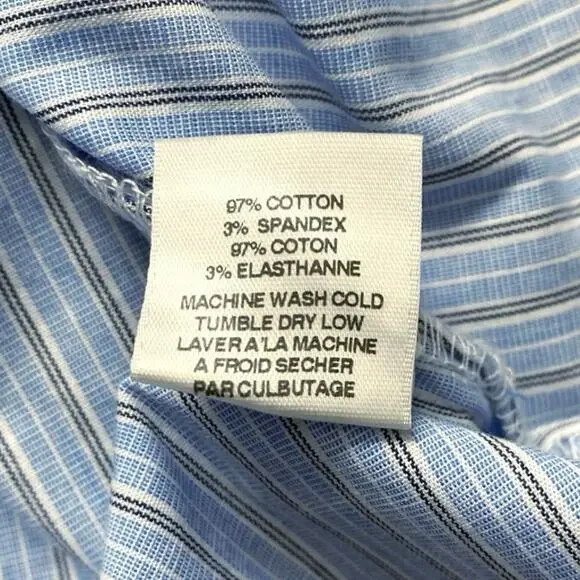 97% COTTON
3% SPANDEX
97% COTON
3% ELASTHANNE
MACHINE WASH COLD
TUMBLE DRY LOW
LAVER A'LA MACHINE
A FROID SECHER
PAR CULBUTAGE